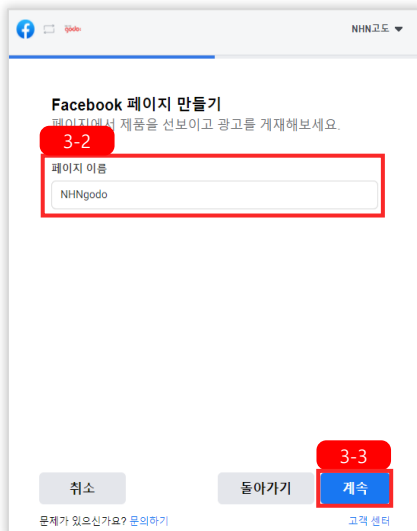 godo:
NHN고도
Facebook 페이지 만들기
페이지에서 제품을 선보이고 광고를 게재해보세요.
3-2
페이지 이름
NHNgodo
3-3
취소
돌아가기
계속
문제가 있으신가요? 문의하기
고객 센터